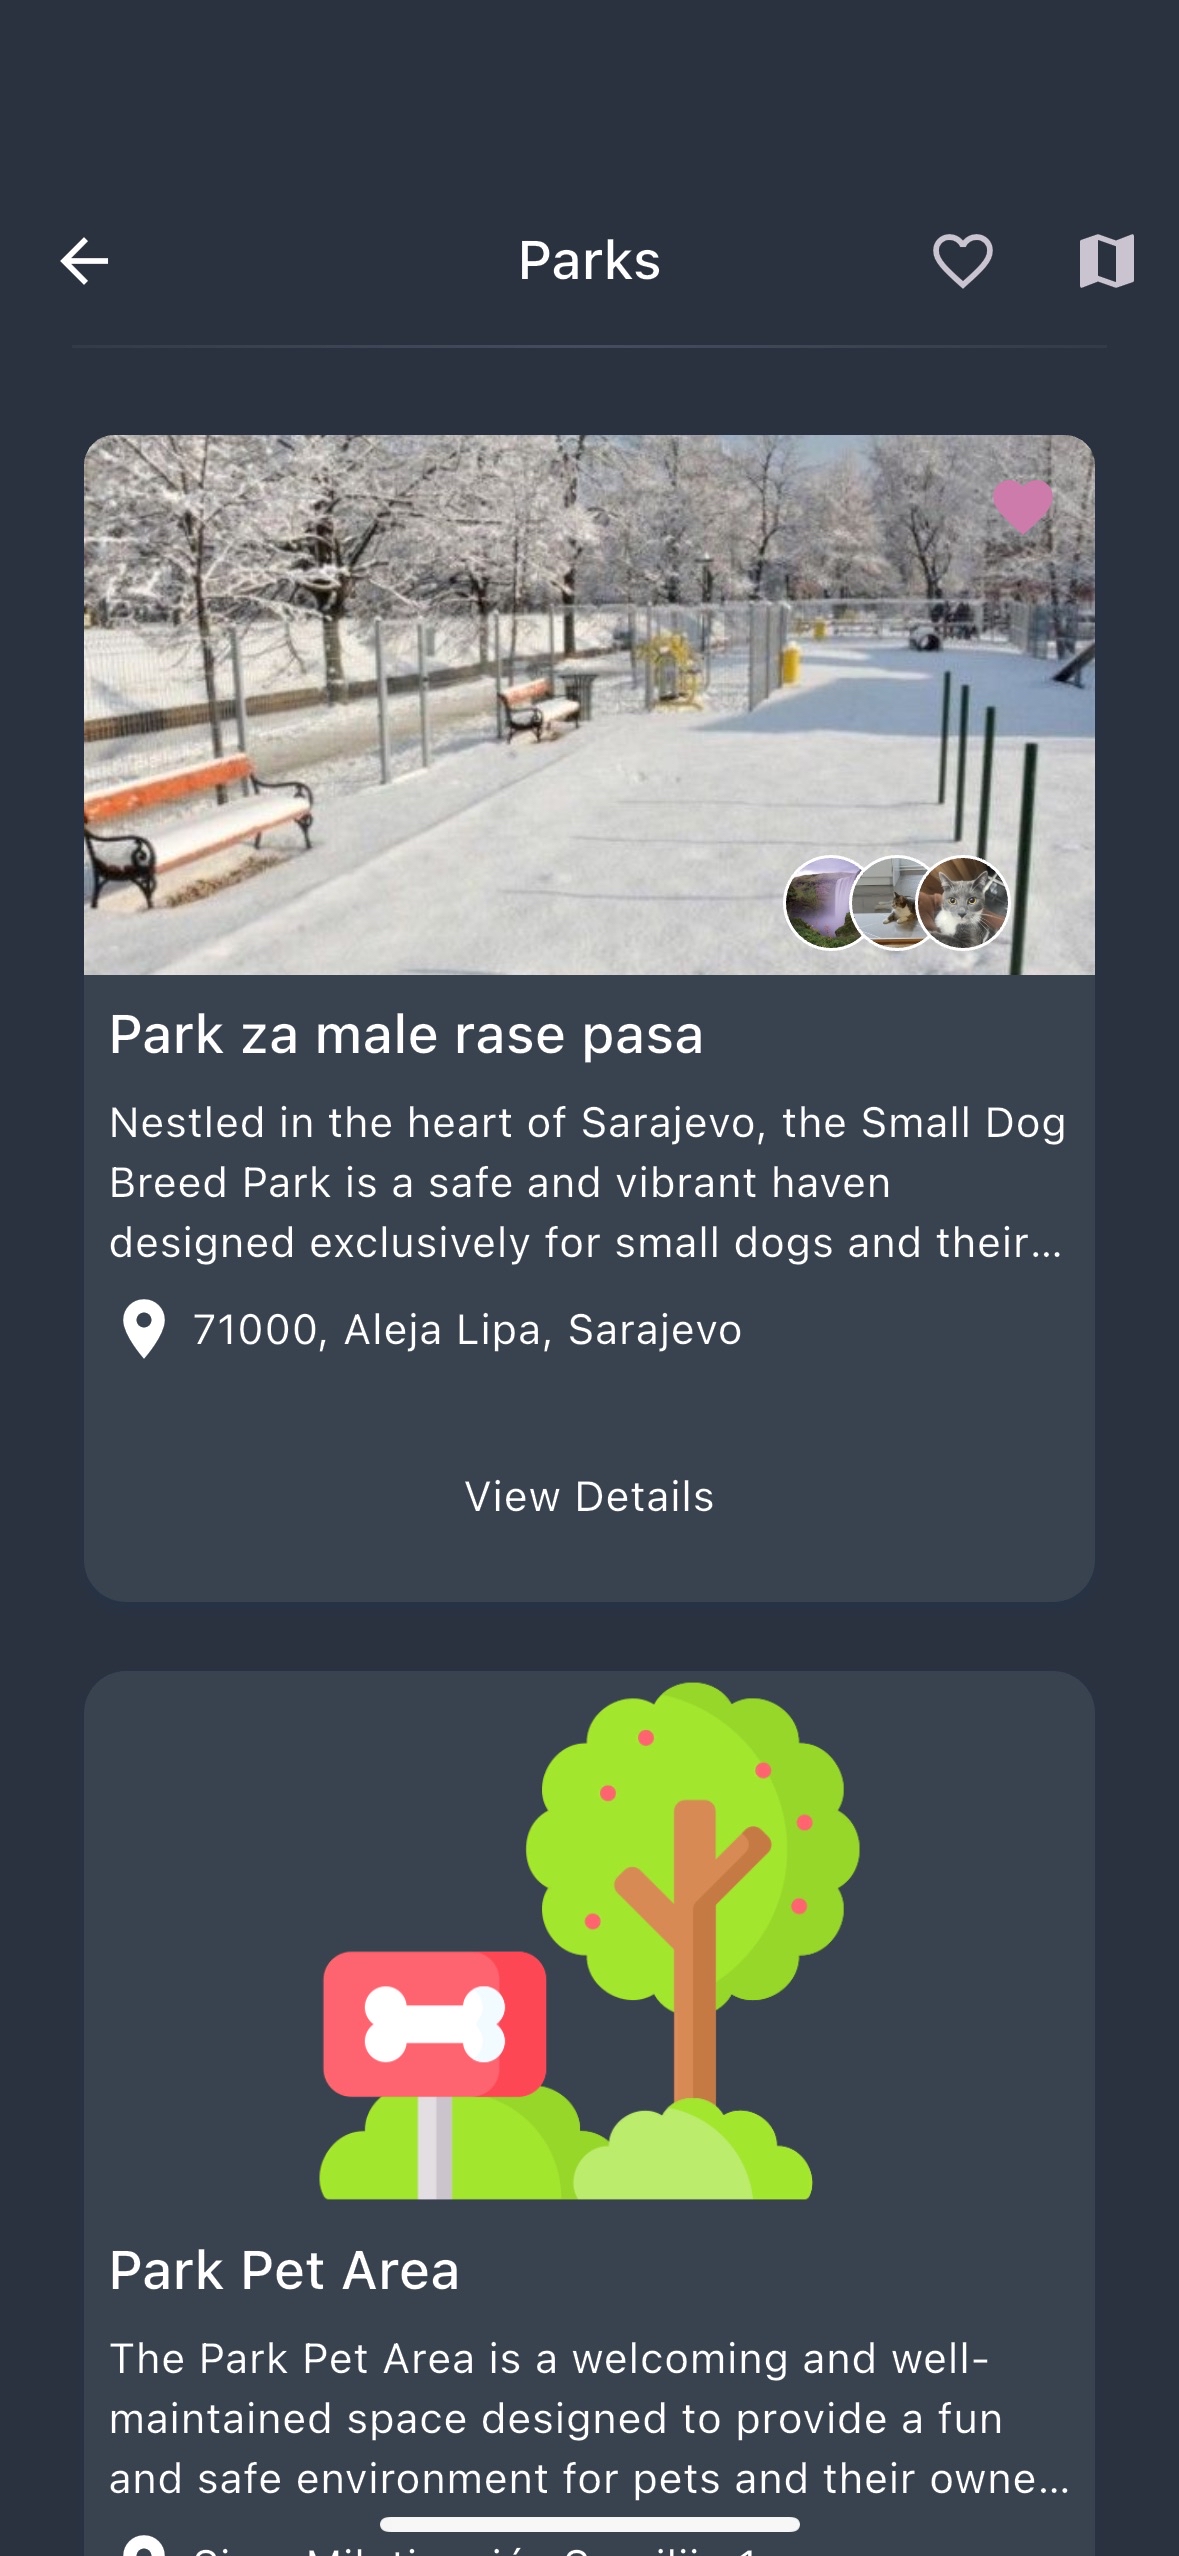 Parks
Park za male rase pasa
Nestled in the heart of Sarajevo, the Small Dog
Breed Park is a safe and vibrant haven
designed exclusively for small dogs and their...
71000, Aleja Lipa, Sarajevo
View Details
Park Pet Area
The Park Pet Area is a welcoming and well-
maintained space designed to provide a fun
and safe environment for pets and their owne...